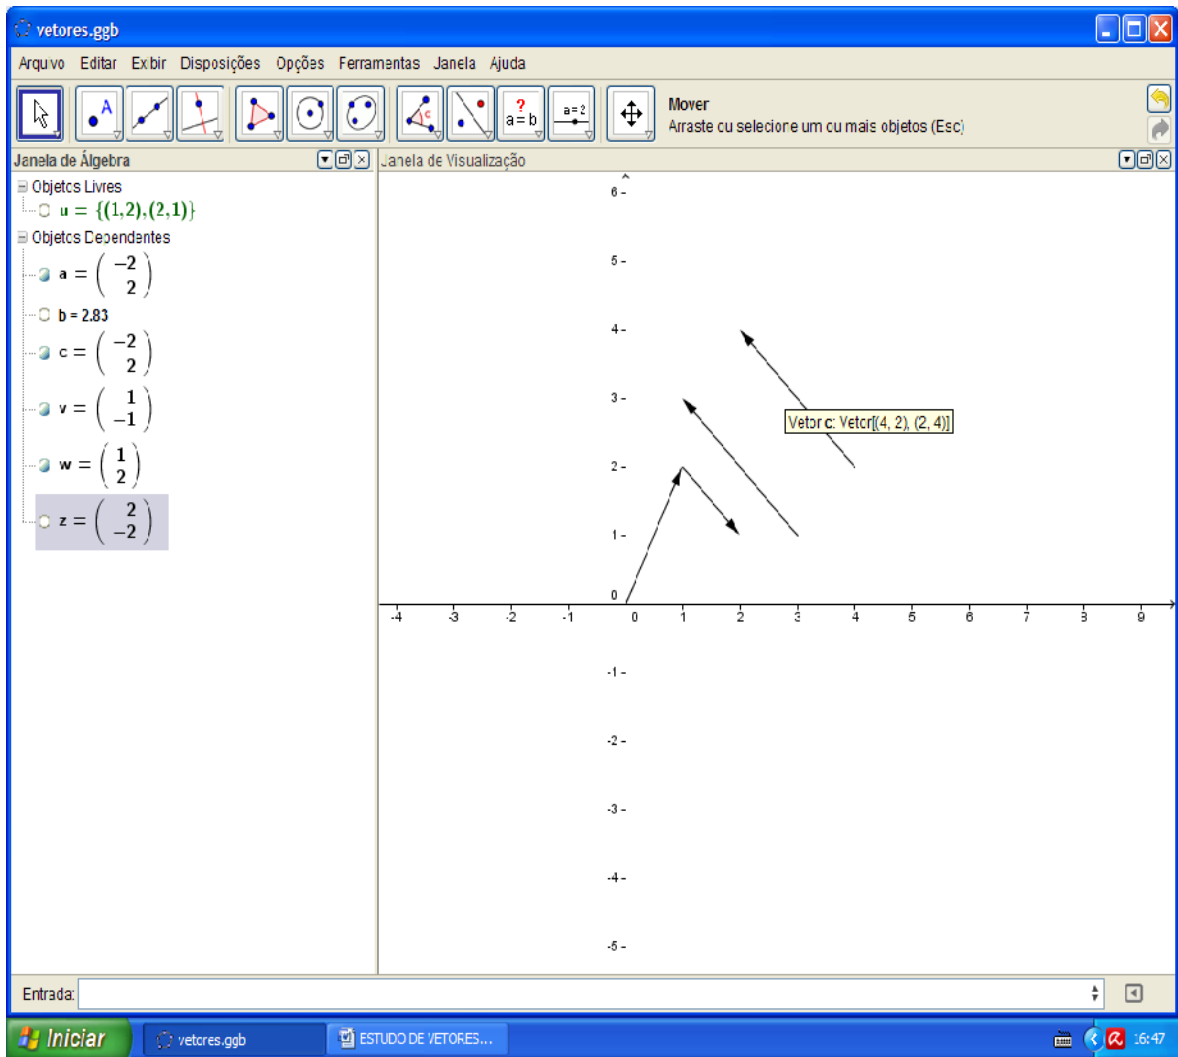 vetores.ggb
Arquivo Editar Exibir Disposições Opções Ferramentas Janela Ajuda
A
c
?
a = b
a = 2
Mover
Arraste ou selecione um ou mais objetos (Esc)
Janela de Álgebra
Janela de Visualização
Objetos Livres
u = {(1,2),(2,1)}
Objetos Dependentes
a = ( −2
2 )
b = 2.83
c = ( −2
2 )
v = ( 1
−1 )
w = ( 1
2 )
z = ( 2
−2 )
6
5
4
3
2
1
0
-4 -3 -2 -1 0 1 2 3 4 5 6 7 8 9
-1
-2
-3
-4
-5
Vetor c: Vetor[(4, 2), (2, 4)]
Entrada:
Iniciar
vetores.ggb
ESTUDO DE VETORES...
16:47